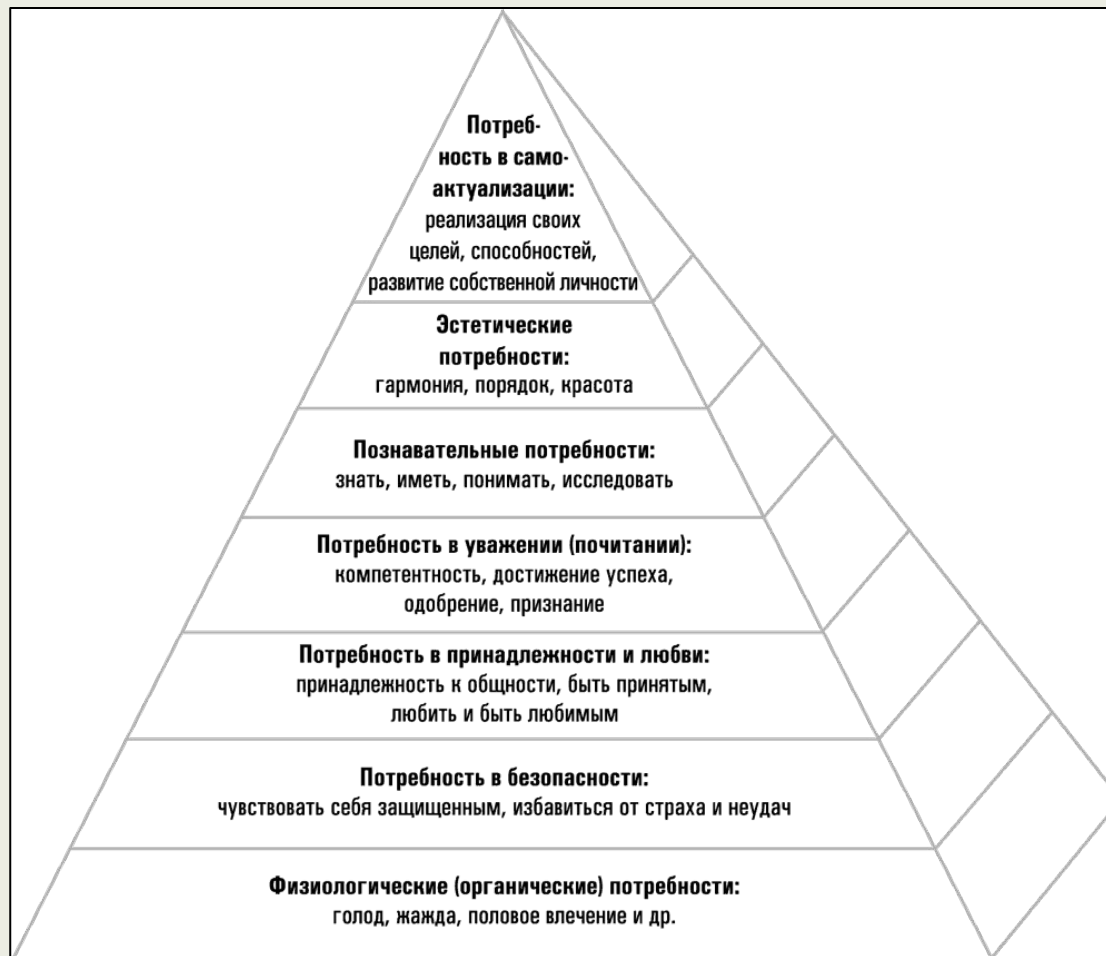 Потреб-
ность в само-
актуализации:
реализация своих
целей, способностей,
развитие собственной личности
Эстетические
потребности:
гармония, порядок, красота
Познавательные потребности:
знать, иметь, понимать, исследовать
Потребность в уважении (почитании):
компетентность, достижение успеха,
одобрение, признание
Потребность в принадлежности и любви:
принадлежность к общности, быть принятым,
любить и быть любимым
Потребность в безопасности:
чувствовать себя защищенным, избавиться от страха и неудач
Физиологические (органические) потребности:
голод, жажда, половое влечение и др.